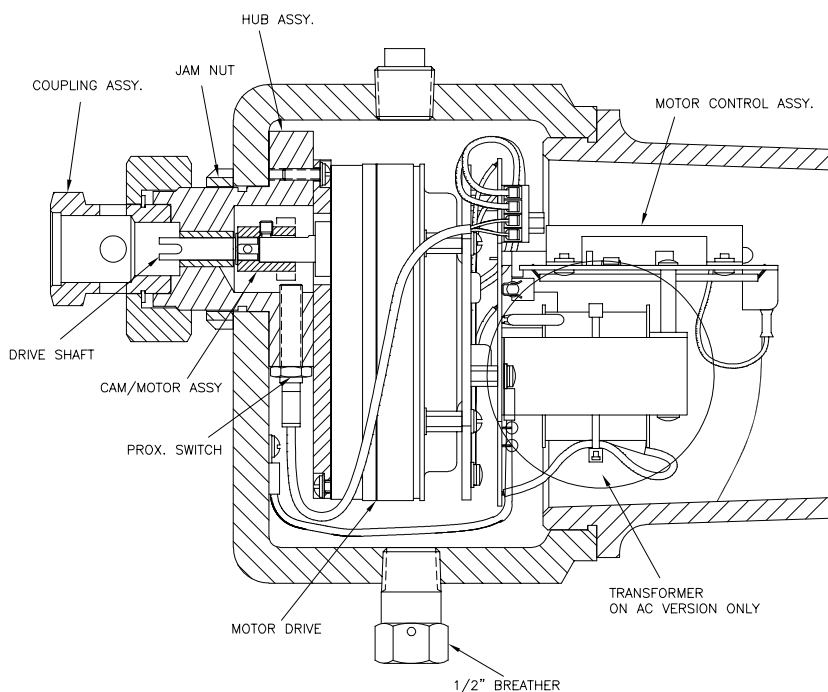 HUB ASSY.
JAM NUT
COUPLING ASSY.
MOTOR CONTROL ASSY.
DRIVE SHAFT
CAM/MOTOR ASSY
PROX. SWITCH
TRANSFORMER
ON AC VERSION ONLY
MOTOR DRIVE
1/2" BREATHER